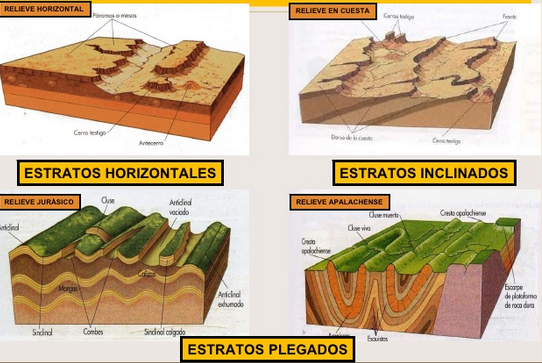 RELIEVE HORIZONTAL
Páramos o mesas
Cerro testigo
Antecerro
RELIEVE EN CUESTA
Cerros testigo
Frente
Dorso de la cuesta
Cerro testigo
ESTRATOS HORIZONTALES
ESTRATOS INCLINADOS
RELIEVE JURÁSICO
Cluse
Anticlinal
vaciado
Anticlinal
Margas
Calizas
Anticlinal
exhumado
Sinclinal
Combes
Sinclinal colgado
RELIEVE APALACHENSE
Cluse muerta
Cresta apalachense
Cluse viva
Cresta
apalachense
Escarpe
de plataforma
de roca dura
Esquistos
ESTRATOS PLEGADOS